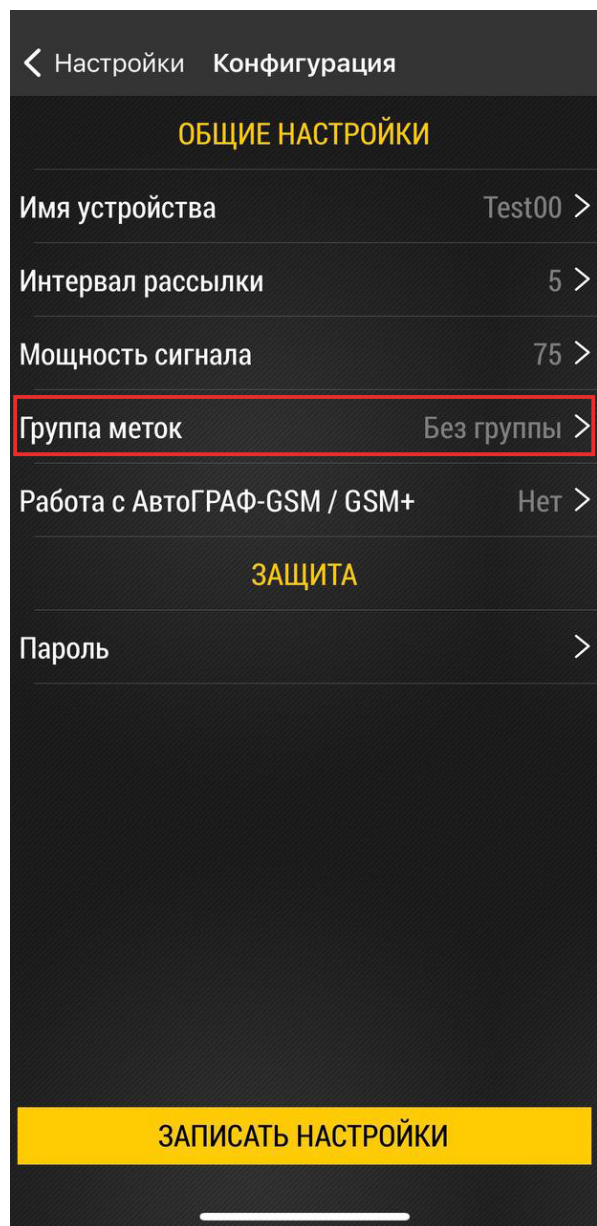 Настройки Конфигурация
ОБЩИЕ НАСТРОЙКИ
Имя устройства Test00
Интервал рассылки 5
Мощность сигнала 75
Группа меток Без группы
Работа с АвтоГРАФ-GSM / GSM+ Нет
ЗАЩИТА
Пароль
ЗАПИСАТЬ НАСТРОЙКИ